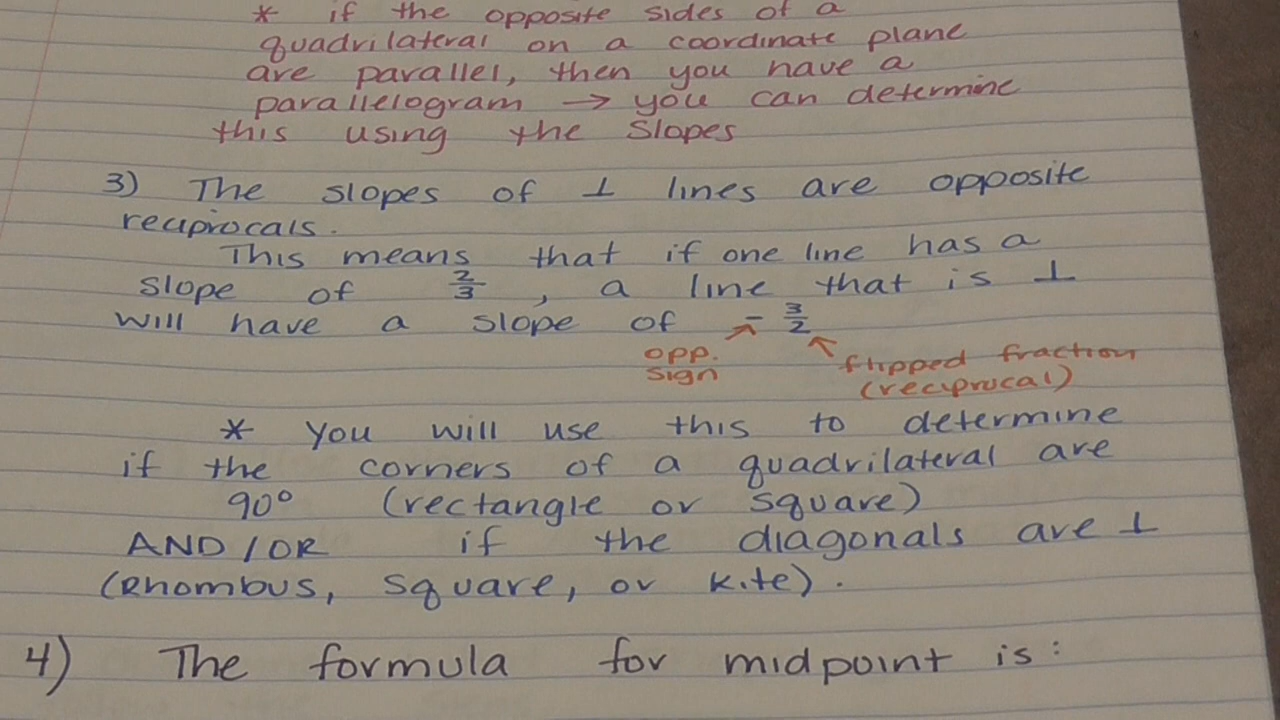 * if the opposite sides of a
quadrilateral on a coordinate plane
are parallel, then you have a
parallelogram → you can determine
this using the slopes
3) The slopes of ⊥ lines are opposite
reciprocals.
This means that if one line has a
slope of 2/3, a line that is ⊥
will have a slope of - 3/2
opp. sign
flipped fraction
(reciprocal)
* You will use this to determine
if the corners of a quadrilateral are
90° (rectangle or square)
AND/OR if the diagonals are ⊥
(Rhombus, square, or kite).
4) The formula for midpoint is: